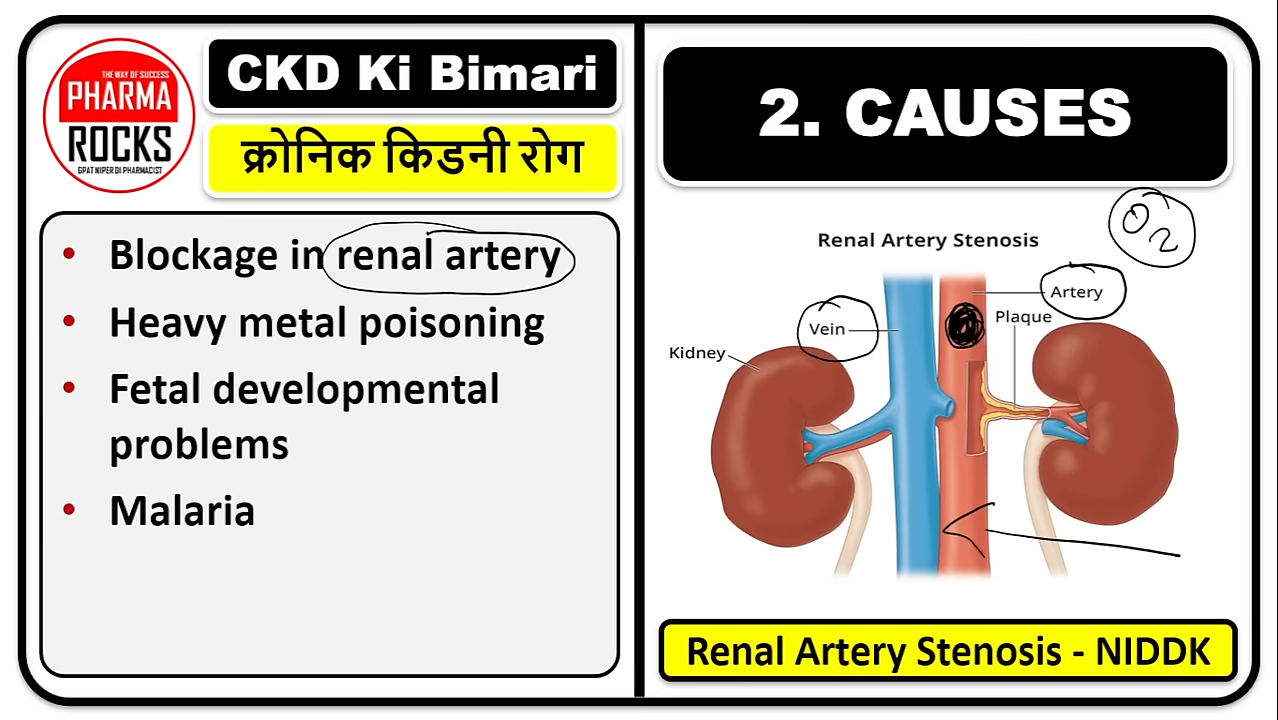 THE WAY OF SUCCESS
PHARMA
ROCKS
GPAT NIPER DI PHARMACIST
CKD Ki Bimari
क्रोनिक किडनी रोग
• Blockage in renal artery
• Heavy metal poisoning
• Fetal developmental
problems
• Malaria
2. CAUSES
O2
Renal Artery Stenosis
Artery
Plaque
Vein
Kidney
Renal Artery Stenosis - NIDDK